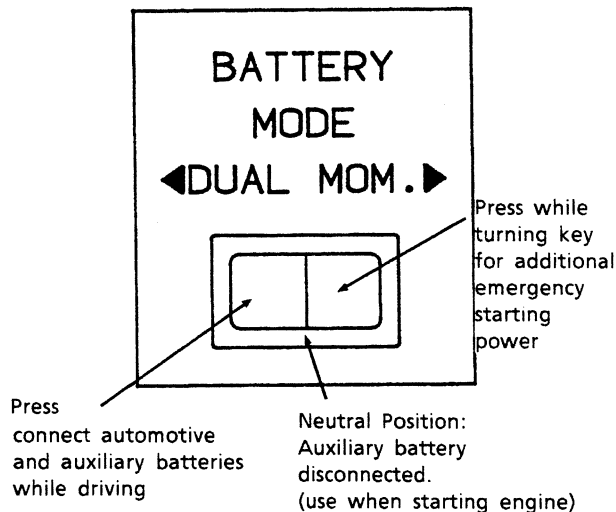 BATTERY
MODE
◀DUAL MOM.▶
Press while
turning key
for additional
emergency
starting
power
Press
connect automotive
and auxiliary batteries
while driving
Neutral Position:
Auxiliary battery
disconnected.
(use when starting engine)